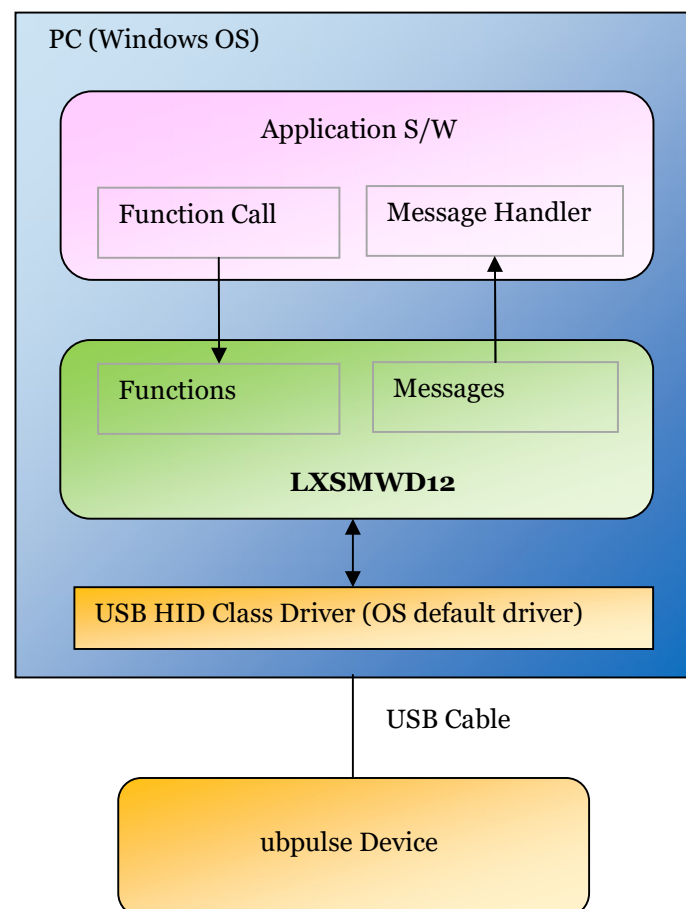 PC (Windows OS)
Application S/W
Function Call
Message Handler
Functions
Messages
LXSMWD12
USB HID Class Driver (OS default driver)
USB Cable
ubpulse Device